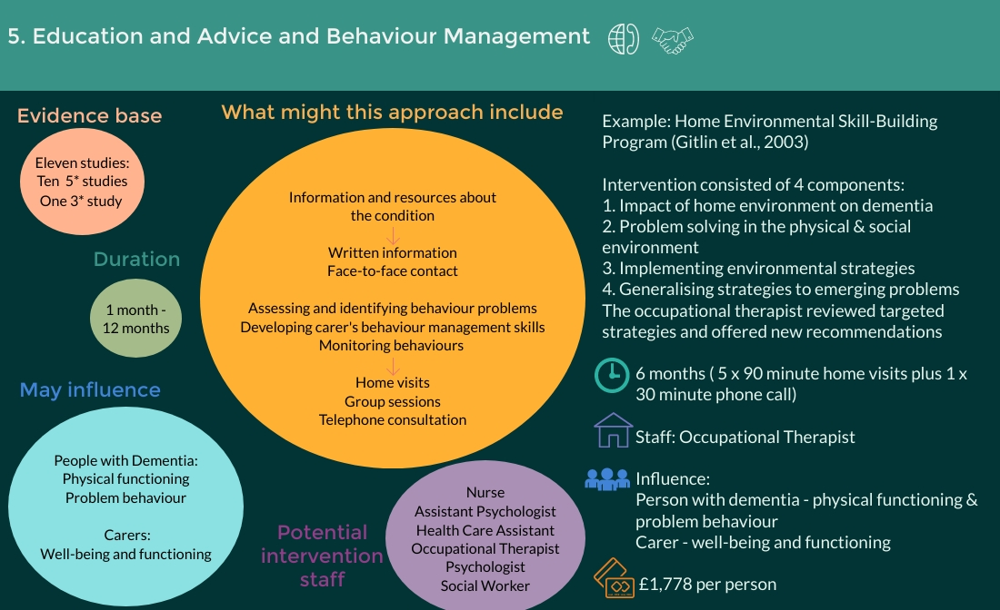 5. Education and Advice and Behaviour Management
Evidence base
Eleven studies:
Ten 5* studies
One 3* study
Duration
1 month -
12 months
May influence
People with Dementia:
Physical functioning
Problem behaviour
Carers:
Well-being and functioning
What might this approach include
Information and resources about
the condition
Written information
Face-to-face contact
Assessing and identifying behaviour problems
Developing carer's behaviour management skills
Monitoring behaviours
Home visits
Group sessions
Telephone consultation
Potential
intervention
staff
Nurse
Assistant Psychologist
Health Care Assistant
Occupational Therapist
Psychologist
Social Worker
Example: Home Environmental Skill-Building
Program (Gitlin et al., 2003)
Intervention consisted of 4 components:
1. Impact of home environment on dementia
2. Problem solving in the physical & social
environment
3. Implementing environmental strategies
4. Generalising strategies to emerging problems
The occupational therapist reviewed targeted
strategies and offered new recommendations
6 months ( 5 x 90 minute home visits plus 1 x
30 minute phone call)
Staff: Occupational Therapist
Influence:
Person with dementia - physical functioning &
problem behaviour
Carer - well-being and functioning
£1,778 per person